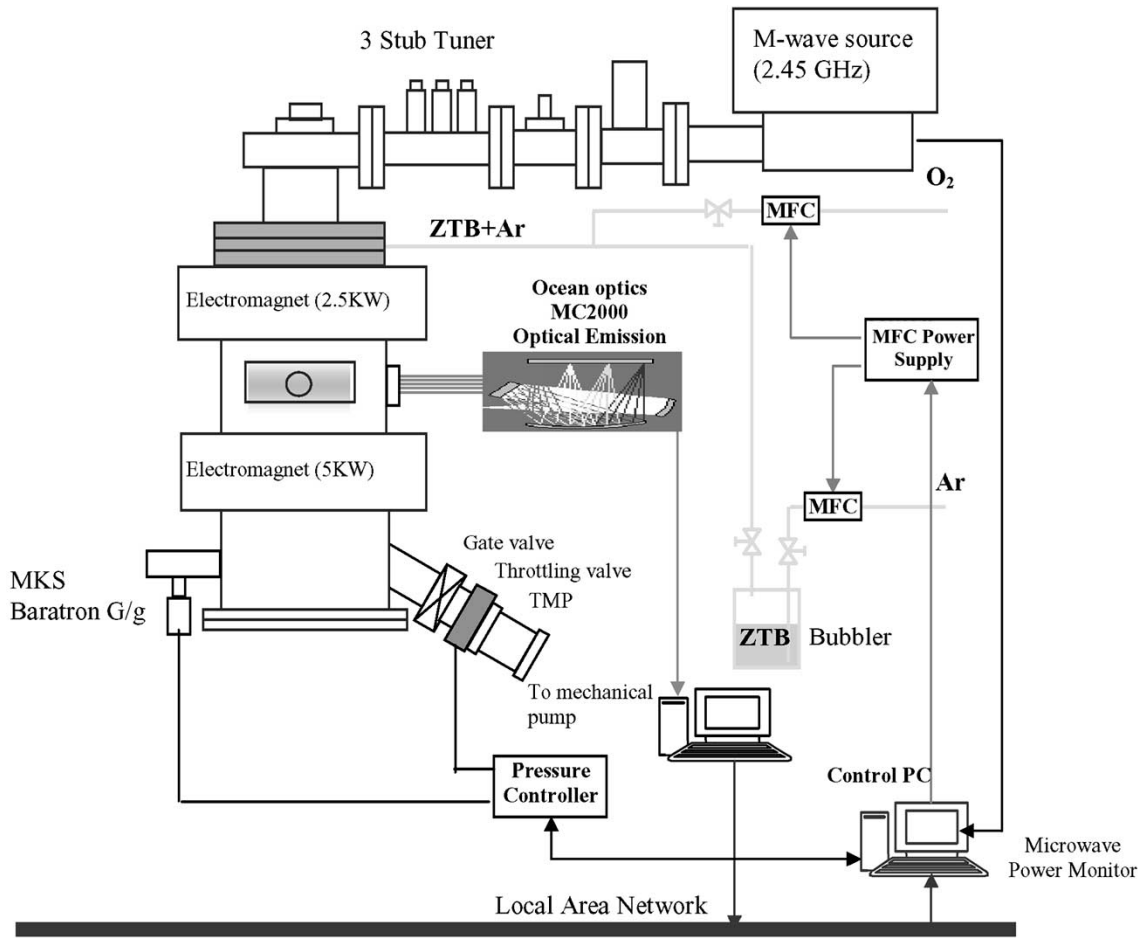 3 Stub Tuner
M-wave source
(2.45 GHz)
O₂
MFC
ZTB+Ar
Electromagnet (2.5KW)
Ocean optics
MC2000
Optical Emission
MFC Power
Supply
Electromagnet (5KW)
Ar
MFC
Gate valve
Throttling valve
TMP
MKS
Baratron G/g
ZTB
Bubbler
To mechanical
pump
Pressure
Controller
Control PC
Microwave
Power Monitor
Local Area Network